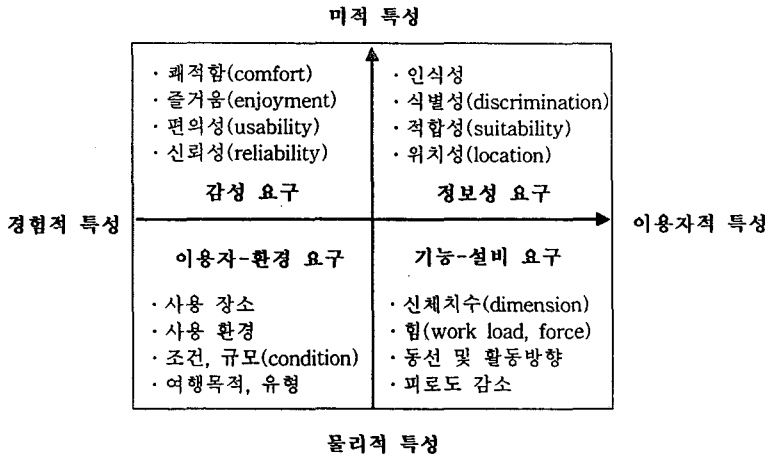 미적 특성
· 쾌적함(comfort)
· 즐거움(enjoyment)
· 편의성(usability)
· 신뢰성(reliability)
감성 요구
· 인식성
· 식별성(discrimination)
· 적합성(suitability)
· 위치성(location)
정보성 요구
경험적 특성
이용자적 특성
이용자-환경 요구
· 사용 장소
· 사용 환경
· 조건, 규모(condition)
· 여행목적, 유형
기능-설비 요구
· 신체치수(dimension)
· 힘(work load, force)
· 동선 및 활동방향
· 피로도 감소
물리적 특성